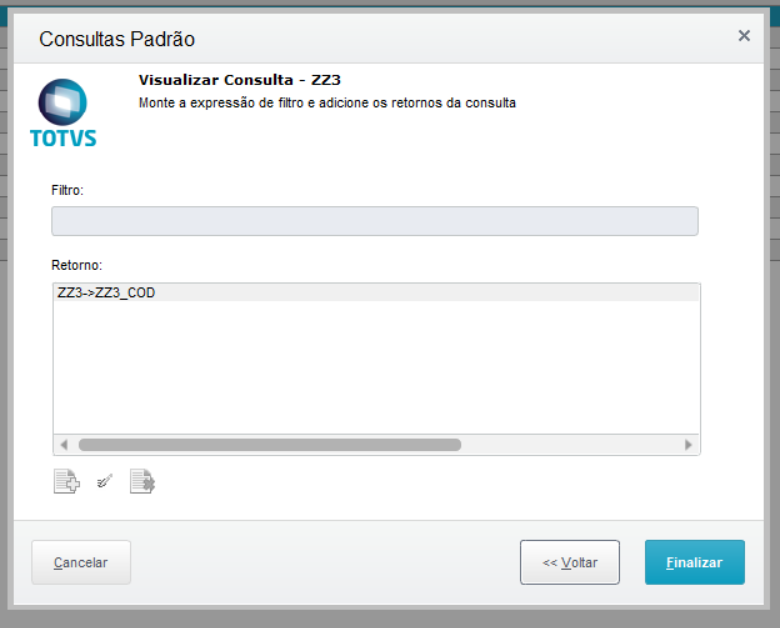 Consultas Padrão
Visualizar Consulta - ZZ3
Monte a expressão de filtro e adicione os retornos da consulta
TOTVS
Filtro:
Retorno:
ZZ3->ZZ3_COD
Cancelar
<< Voltar
Finalizar